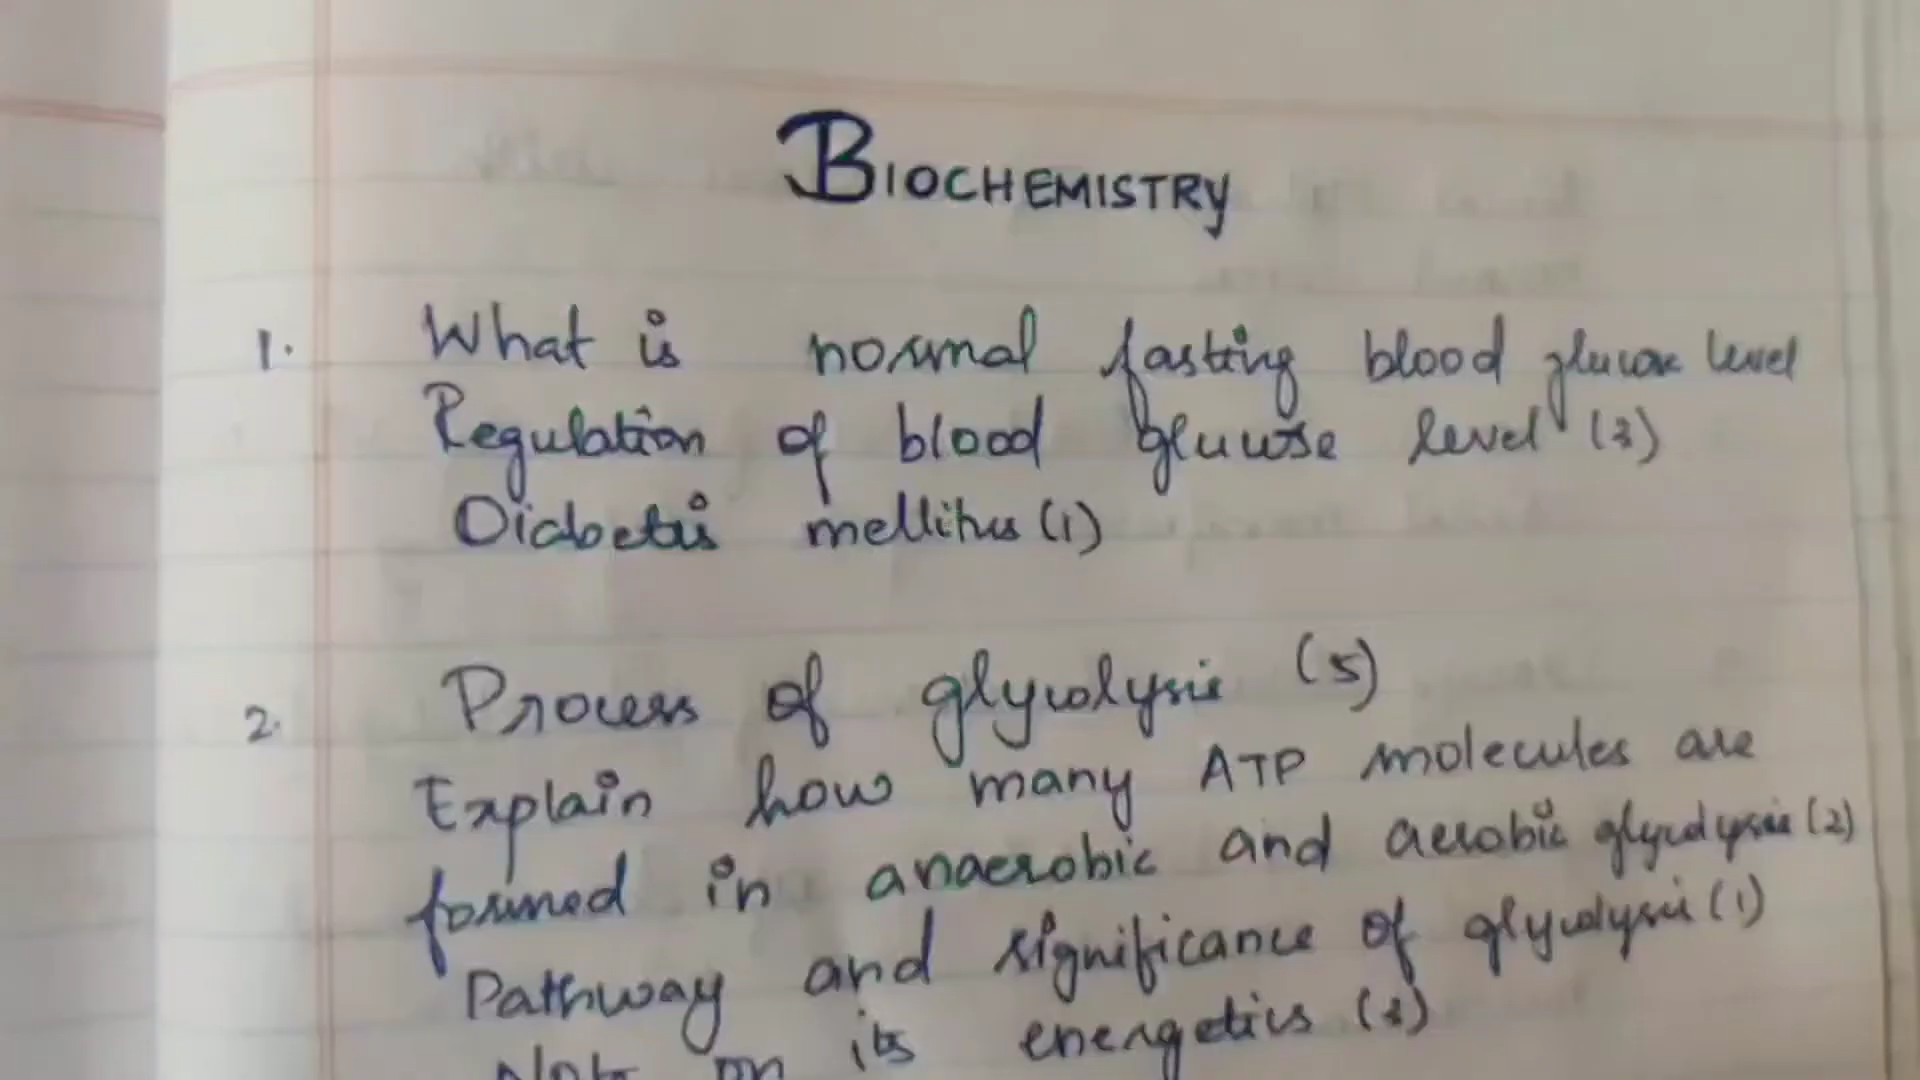 BIOCHEMISTRY
1. What is normal fasting blood glucose level
Regulation of blood glucose level (3)
Diabetis mellitus (1)
2. Process of glycolysis (5)
Explain how many ATP molecules are
formed in anaerobic and aerobic glycolysis (2)
Pathway and significance of glycolysis (1)
Note on its energetics (3)